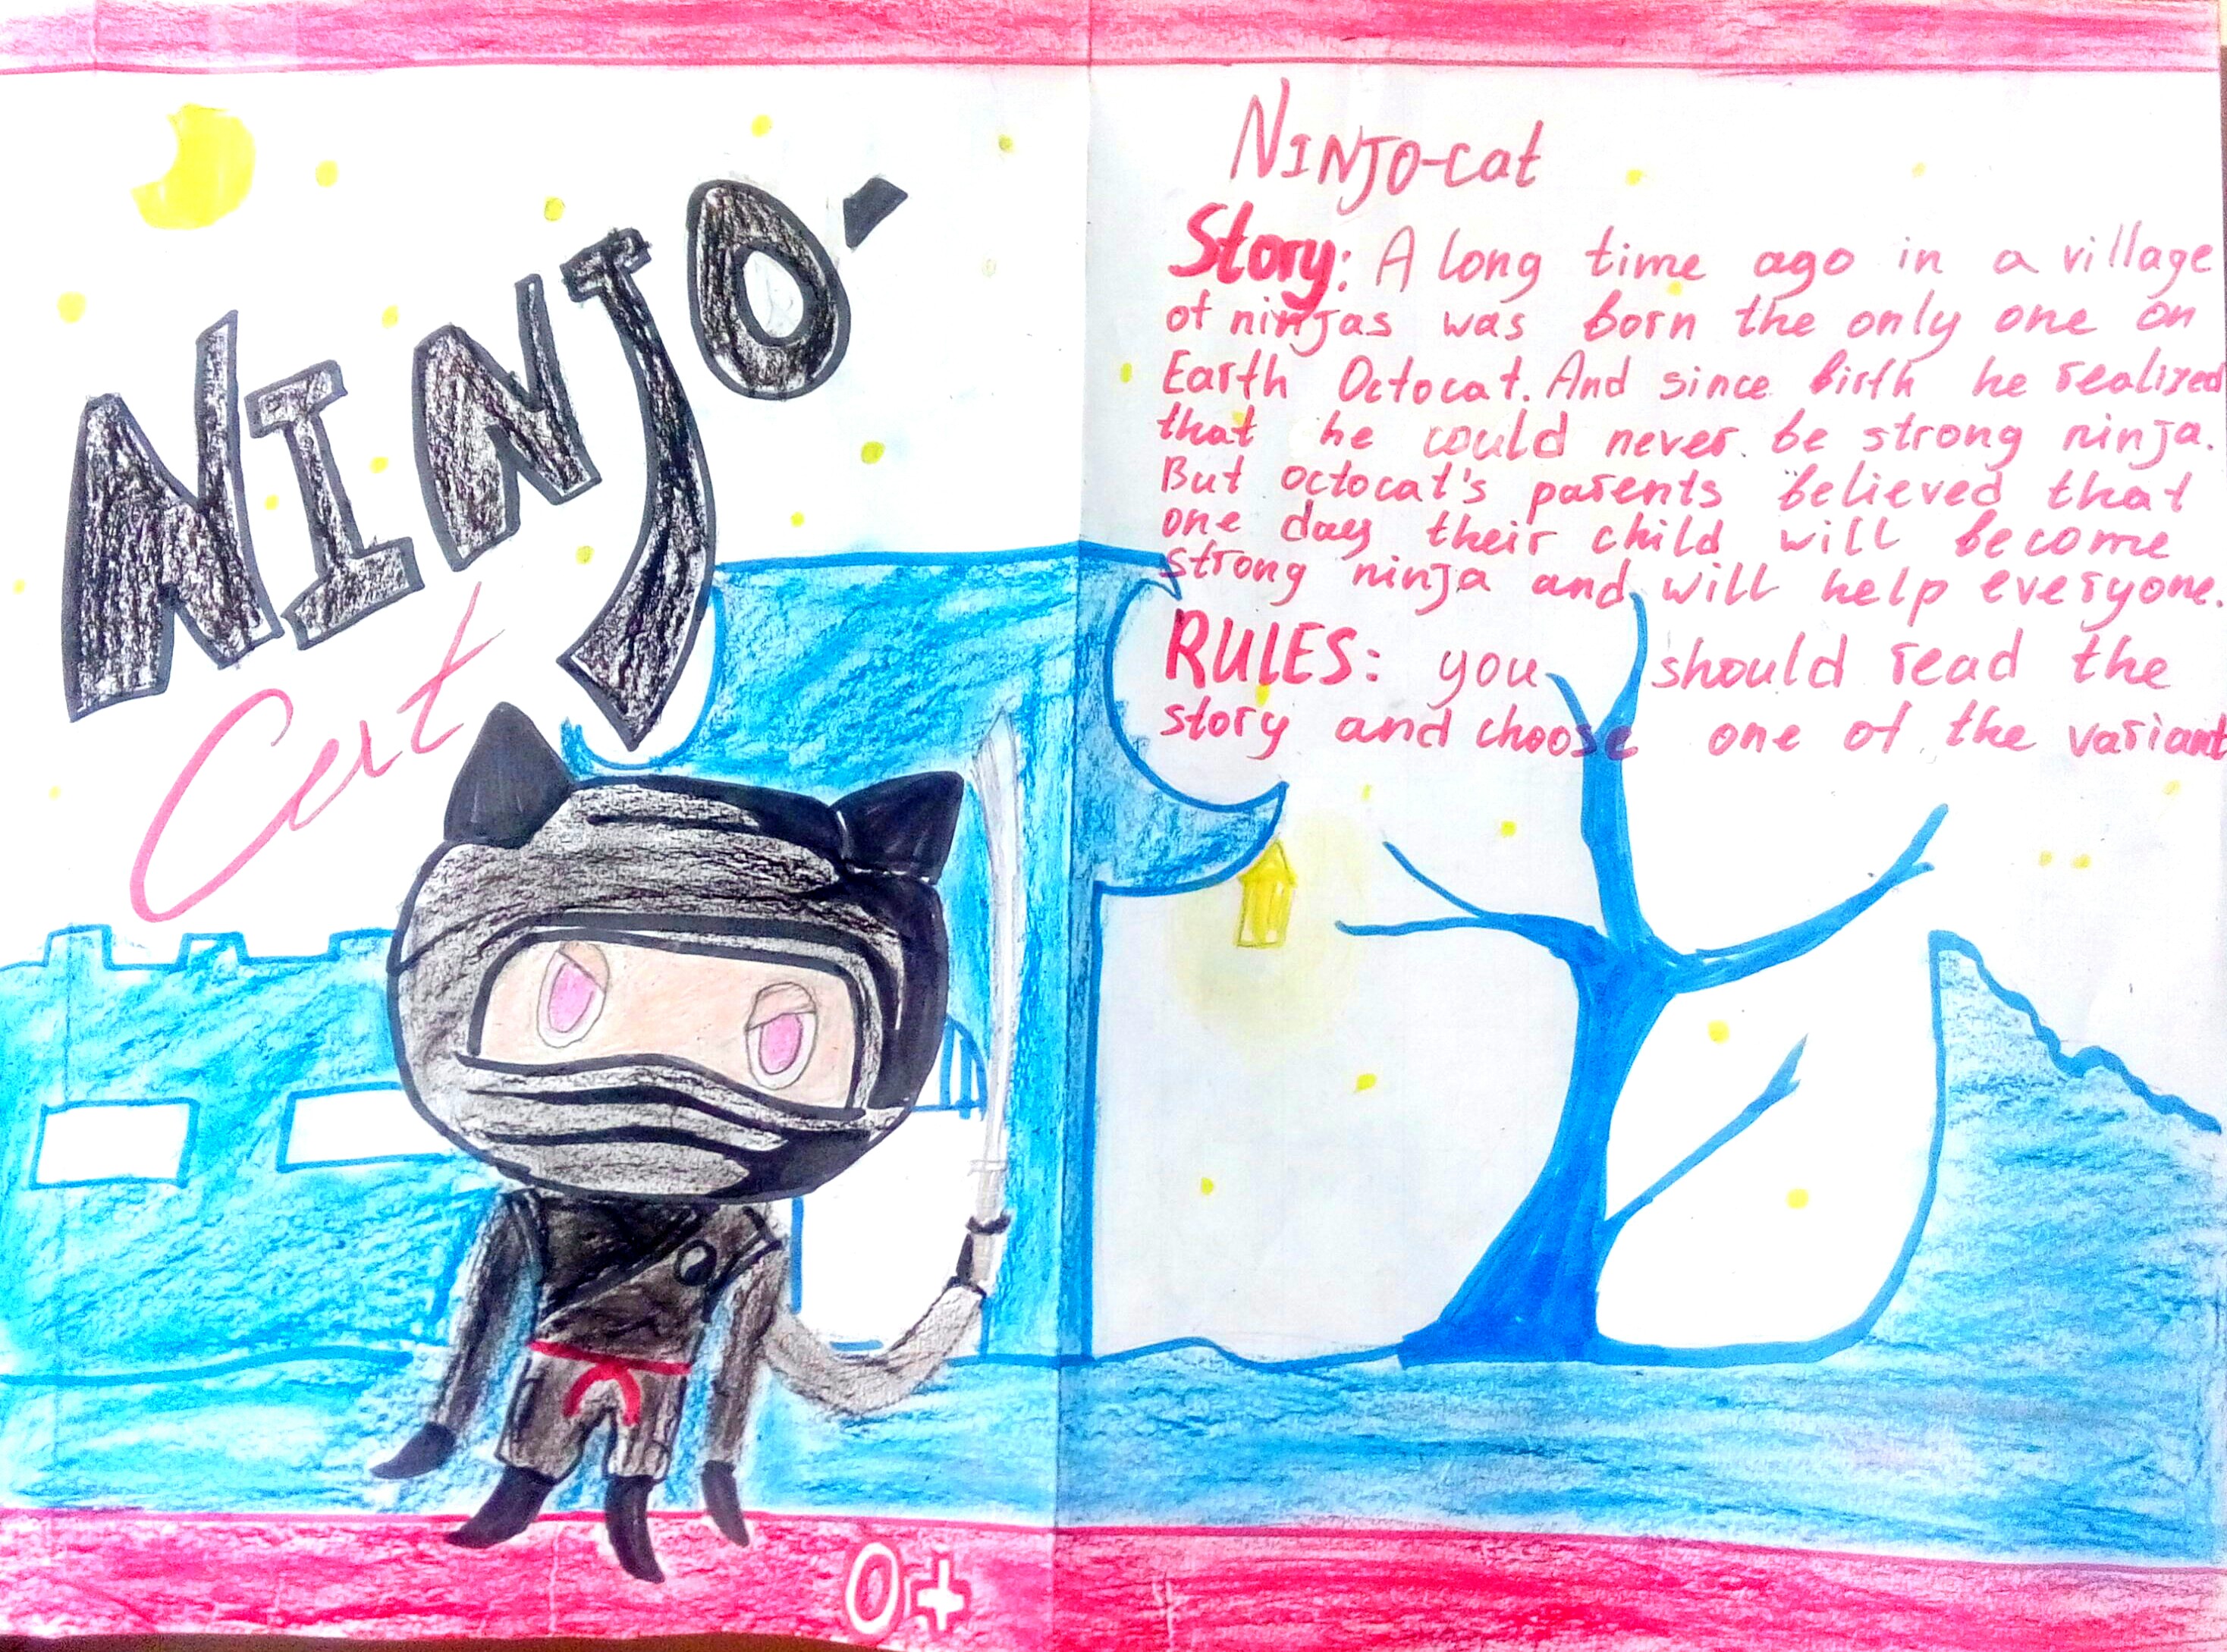 NINJO-
Cat
0+
NINJO-cat
Story: A long time ago in a village
of ninjas was born the only one on
Earth Octocat. And since birth he realized
that he could never be strong ninja.
But octocat's parents believed that
one day their child will become
strong ninja and will help everyone.
RULES: you should read the
story and choose one of the variant